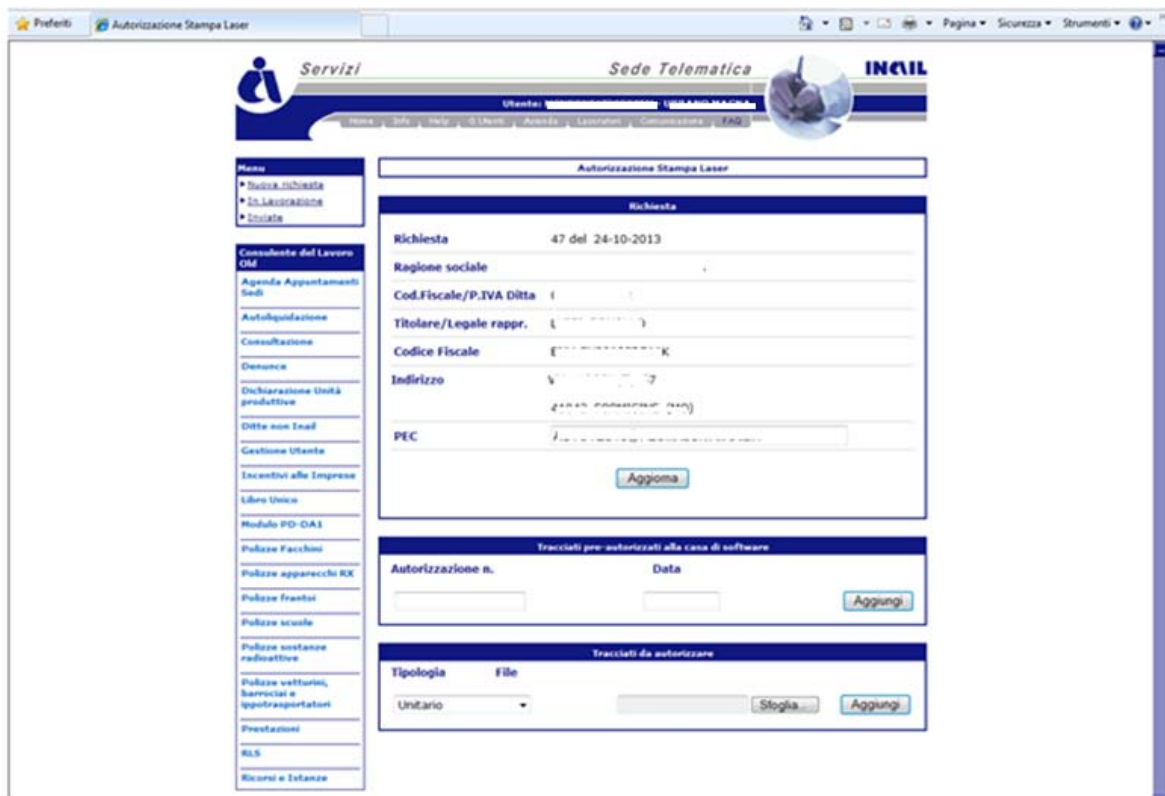 Preferiti
Autorizzazione Stampa Laser
Pagina
Sicurezza
Strumenti
Servizi
Sede Telematica
INAIL
Utente:
Home Info Help G.Utenti Azienda Lavoratori Comunicazione FAQ
Menu
Nuova richiesta
In Lavorazione
Inviate
Consulente del Lavoro
Old
Agenda Appuntamenti
Sedi
Autoliquidazione
Consultazione
Denunce
Dichiarazione Unità
produttive
Ditte non Inail
Gestione Utente
Incentivi alle Imprese
Libro Unico
Modulo PD-DA1
Polizze Facchini
Polizze apparecchi RX
Polizze frantoi
Polizze scuole
Polizze sostanze
radioattive
Polizze vetturini,
barrociai e
ippotrasportatori
Prestazioni
RLS
Ricorsi e Istanze
Autorizzazione Stampa Laser
Richiesta
Richiesta 47 del 24-10-2013
Ragione sociale
Cod.Fiscale/P.IVA Ditta
Titolare/Legale rappr.
Codice Fiscale
Indirizzo
PEC
Aggiorna
Tracciati pre-autorizzati alla casa di software
Autorizzazione n. Data
Aggiungi
Tracciati da autorizzare
Tipologia File
Unitario Sfoglia... Aggiungi